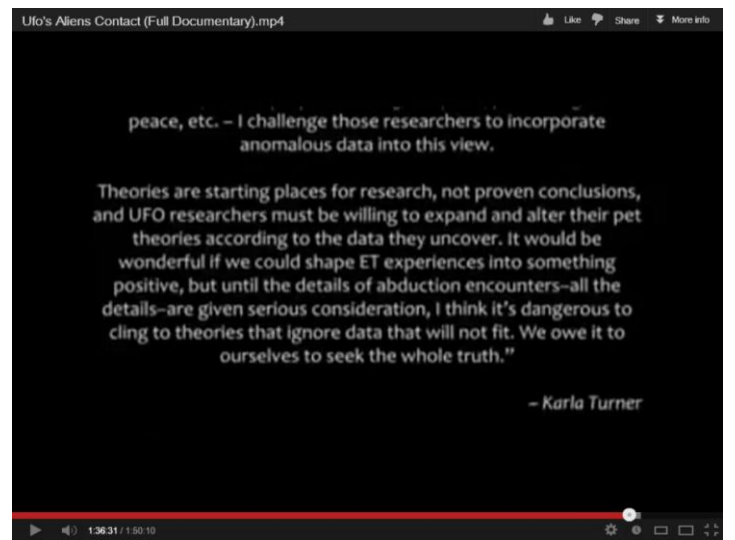 Ufo's Aliens Contact (Full Documentary).mp4
Like Share More info
peace, etc. – I challenge those researchers to incorporate
anomalous data into this view.
Theories are starting places for research, not proven conclusions,
and UFO researchers must be willing to expand and alter their pet
theories according to the data they uncover. It would be
wonderful if we could shape ET experiences into something
positive, but until the details of abduction encounters–all the
details–are given serious consideration, I think it's dangerous to
cling to theories that ignore data that will not fit. We owe it to
ourselves to seek the whole truth.”
– Karla Turner
1:36:31 / 1:50:10